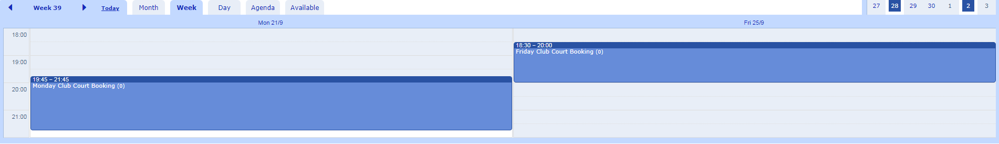 Week 39 Today Month Week Day Agenda Available 27 28 29 30 1 2 3
Mon 21/9 Fri 25/9
18:00
18:30 – 20:00
Friday Club Court Booking (0)
19:00
19:45 – 21:45
Monday Club Court Booking (0)
20:00
21:00